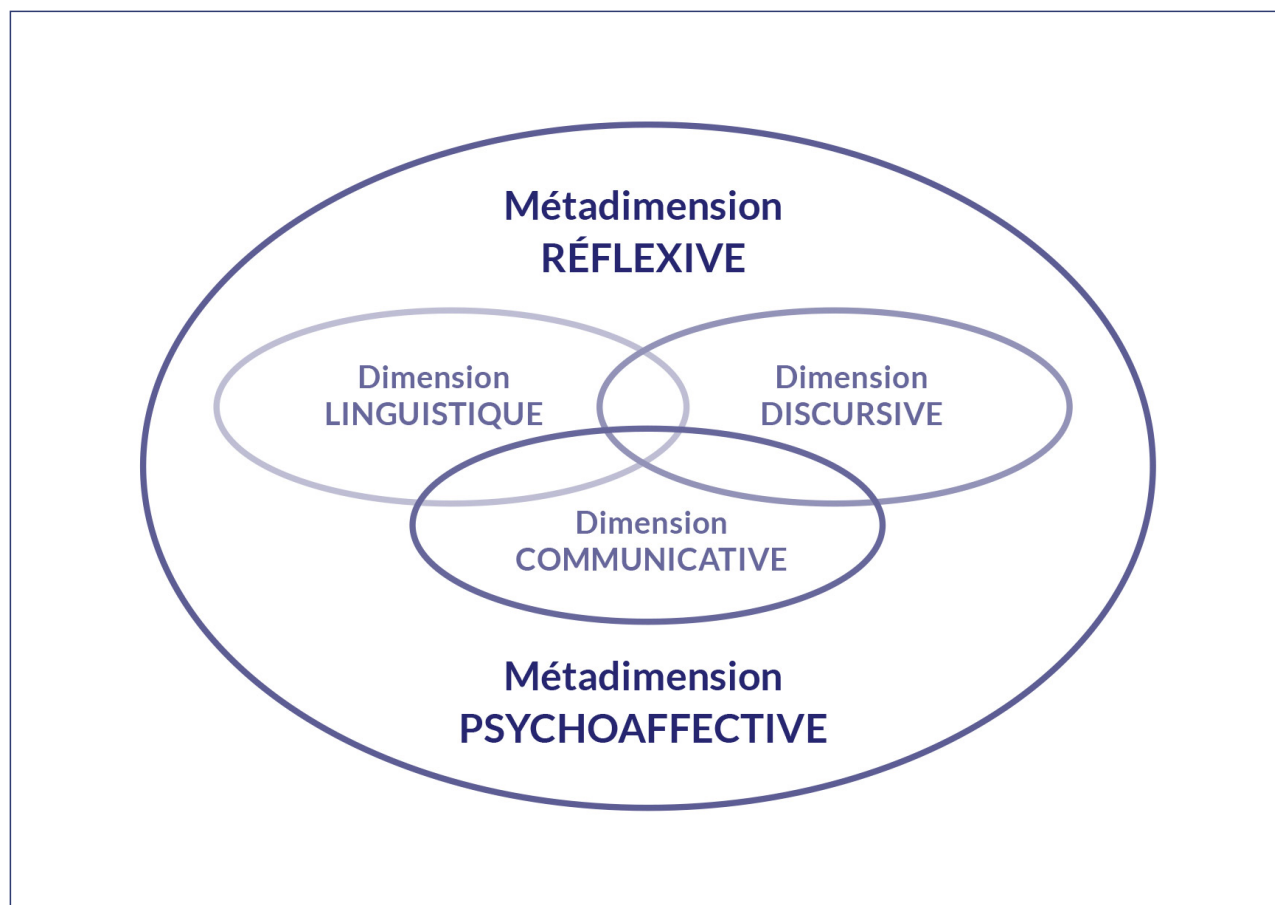 Métadimension
RÉFLEXIVE
Dimension
LINGUISTIQUE
Dimension
DISCURSIVE
Dimension
COMMUNICATIVE
Métadimension
PSYCHOAFFECTIVE